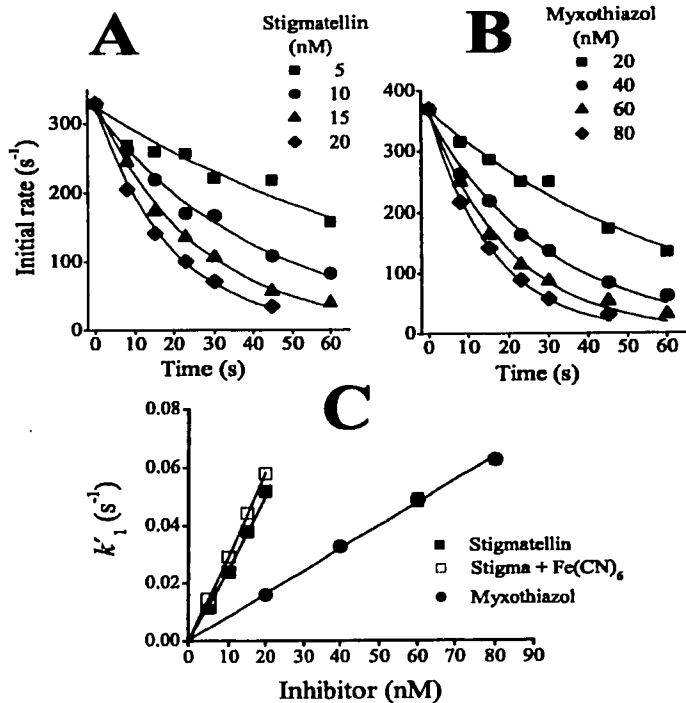 A
Stigmatellin
(nM)
■ 5
● 10
▲ 15
◆ 20
Initial rate (s⁻¹)
300
200
100
0
0 10 20 30 40 50 60
Time (s)
B
Myxothiazol
(nM)
■ 20
● 40
▲ 60
◆ 80
400
300
200
100
0
0 10 20 30 40 50 60
Time (s)
C
k'₁ (s⁻¹)
0.08
0.06
0.04
0.02
0.00
■ Stigmatellin
□ Stigma + Fe(CN)₆
● Myxothiazol
0 10 20 30 40 50 60 70 80 90
Inhibitor (nM)